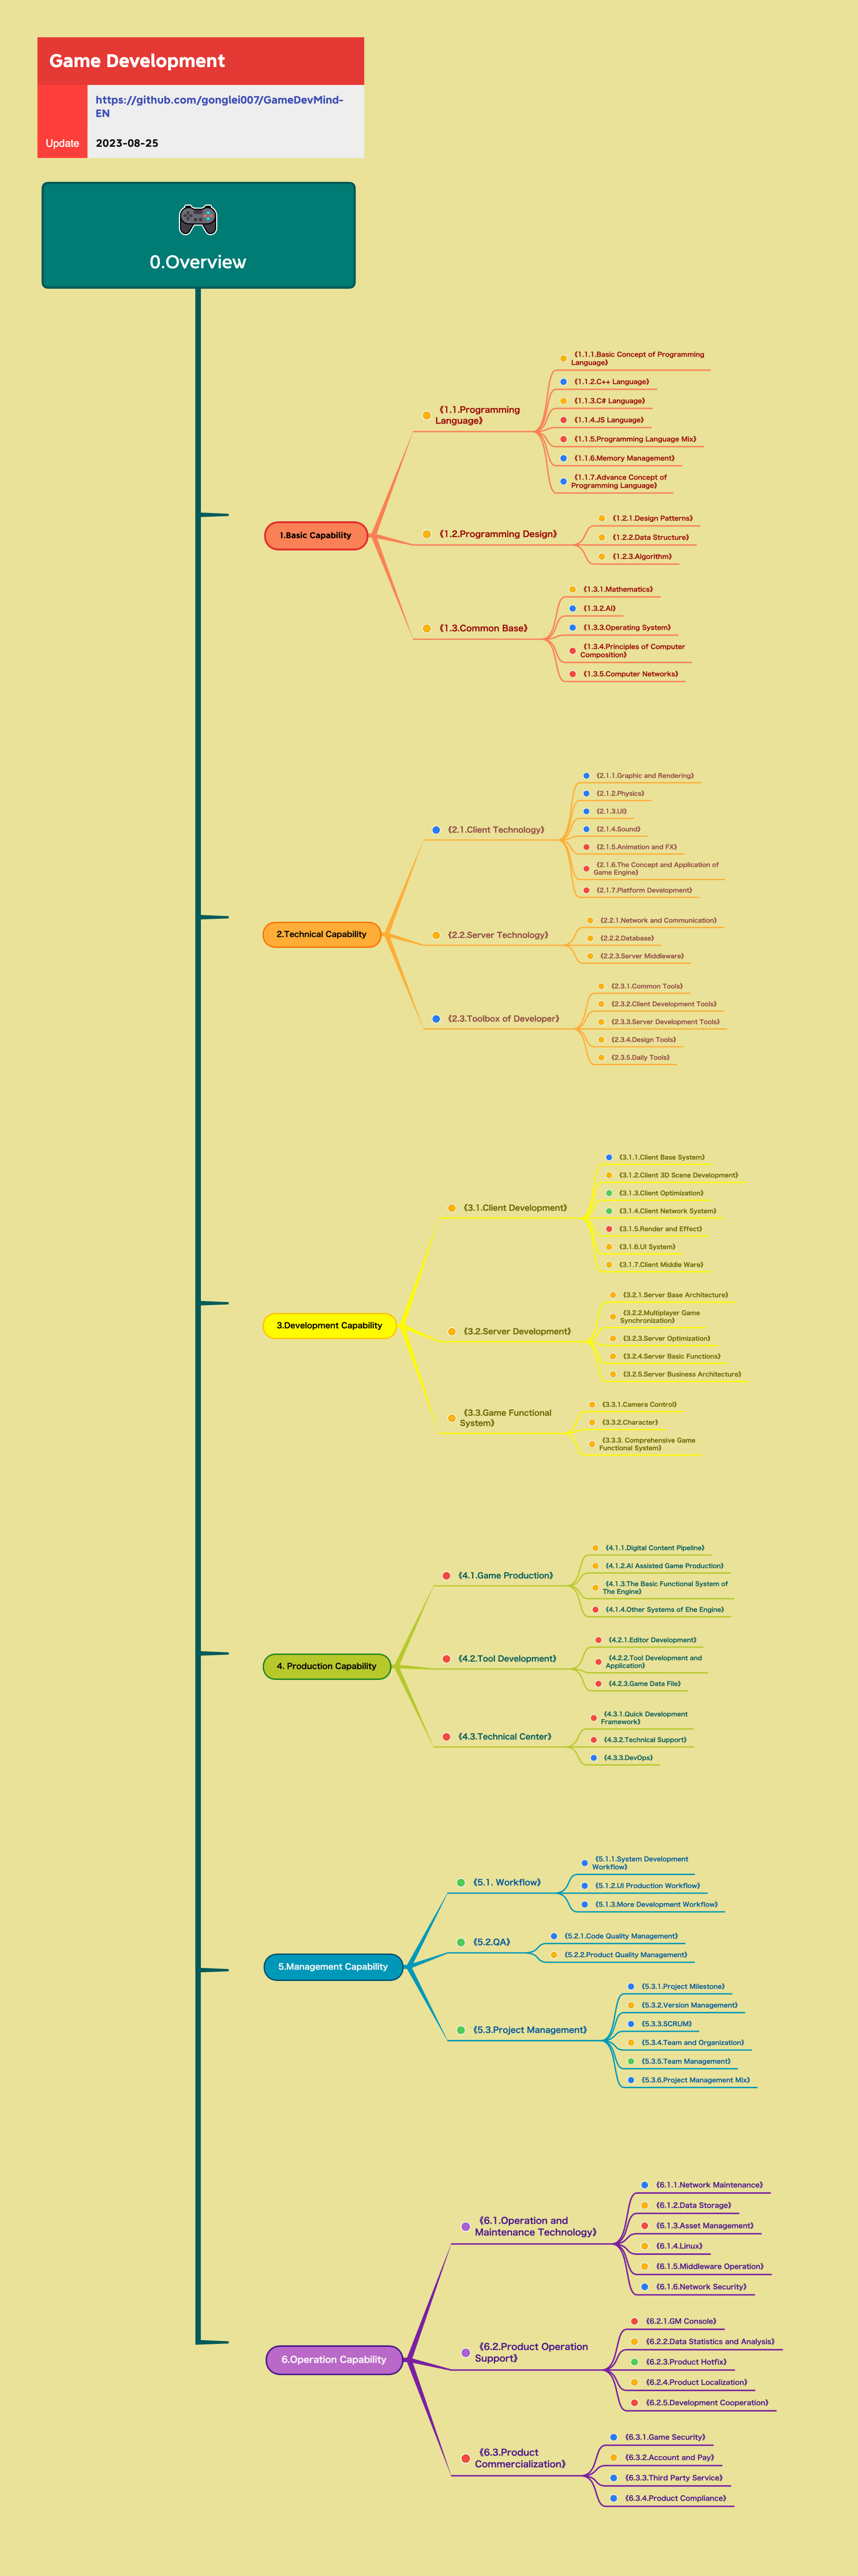 Game Development
https://github.com/gonglei007/GameDevMind-
EN
Update 2023-08-25
0.Overview
1.Basic Capability
《1.1.Programming
Language》
《1.1.1.Basic Concept of Programming
Language》
《1.1.2.C++ Language》
《1.1.3.C# Language》
《1.1.4.JS Language》
《1.1.5.Programming Language Mix》
《1.1.6.Memory Management》
《1.1.7.Advance Concept of
Programming Language》
《1.2.Programming Design》
《1.2.1.Design Patterns》
《1.2.2.Data Structure》
《1.2.3.Algorithm》
《1.3.Common Base》
《1.3.1.Mathematics》
《1.3.2.AI》
《1.3.3.Operating System》
《1.3.4.Principles of Computer
Composition》
《1.3.5.Computer Networks》
2.Technical Capability
《2.1.Client Technology》
《2.1.1.Graphic and Rendering》
《2.1.2.Physics》
《2.1.3.UI》
《2.1.4.Sound》
《2.1.5.Animation and FX》
《2.1.6.The Concept and Application of
Game Engine》
《2.1.7.Platform Development》
《2.2.Server Technology》
《2.2.1.Network and Communication》
《2.2.2.Database》
《2.2.3.Server Middleware》
《2.3.Toolbox of Developer》
《2.3.1.Common Tools》
《2.3.2.Client Development Tools》
《2.3.3.Server Development Tools》
《2.3.4.Design Tools》
《2.3.5.Daily Tools》
3.Development Capability
《3.1.Client Development》
《3.1.1.Client Base System》
《3.1.2.Client 3D Scene Development》
《3.1.3.Client Optimization》
《3.1.4.Client Network System》
《3.1.5.Render and Effect》
《3.1.6.UI System》
《3.1.7.Client Middle Ware》
《3.2.Server Development》
《3.2.1.Server Base Architecture》
《3.2.2.Multiplayer Game
Synchronization》
《3.2.3.Server Optimization》
《3.2.4.Server Basic Functions》
《3.2.5.Server Business Architecture》
《3.3.Game Functional
System》
《3.3.1.Camera Control》
《3.3.2.Character》
《3.3.3. Comprehensive Game
Functional System》
4. Production Capability
《4.1.Game Production》
《4.1.1.Digital Content Pipeline》
《4.1.2.AI Assisted Game Production》
《4.1.3.The Basic Functional System of
The Engine》
《4.1.4.Other Systems of Ehe Engine》
《4.2.Tool Development》
《4.2.1.Editor Development》
《4.2.2.Tool Development and
Application》
《4.2.3.Game Data File》
《4.3.Technical Center》
《4.3.1.Quick Development
Framework》
《4.3.2.Technical Support》
《4.3.3.DevOps》
5.Management Capability
《5.1. Workflow》
《5.1.1.System Development
Workflow》
《5.1.2.UI Production Workflow》
《5.1.3.More Development Workflow》
《5.2.QA》
《5.2.1.Code Quality Management》
《5.2.2.Product Quality Management》
《5.3.Project Management》
《5.3.1.Project Milestone》
《5.3.2.Version Management》
《5.3.3.SCRUM》
《5.3.4.Team and Organization》
《5.3.5.Team Management》
《5.3.6.Project Management Mix》
6.Operation Capability
《6.1.Operation and
Maintenance Technology》
《6.1.1.Network Maintenance》
《6.1.2.Data Storage》
《6.1.3.Asset Management》
《6.1.4.Linux》
《6.1.5.Middleware Operation》
《6.1.6.Network Security》
《6.2.Product Operation
Support》
《6.2.1.GM Console》
《6.2.2.Data Statistics and Analysis》
《6.2.3.Product Hotfix》
《6.2.4.Product Localization》
《6.2.5.Development Cooperation》
《6.3.Product
Commercialization》
《6.3.1.Game Security》
《6.3.2.Account and Pay》
《6.3.3.Third Party Service》
《6.3.4.Product Compliance》